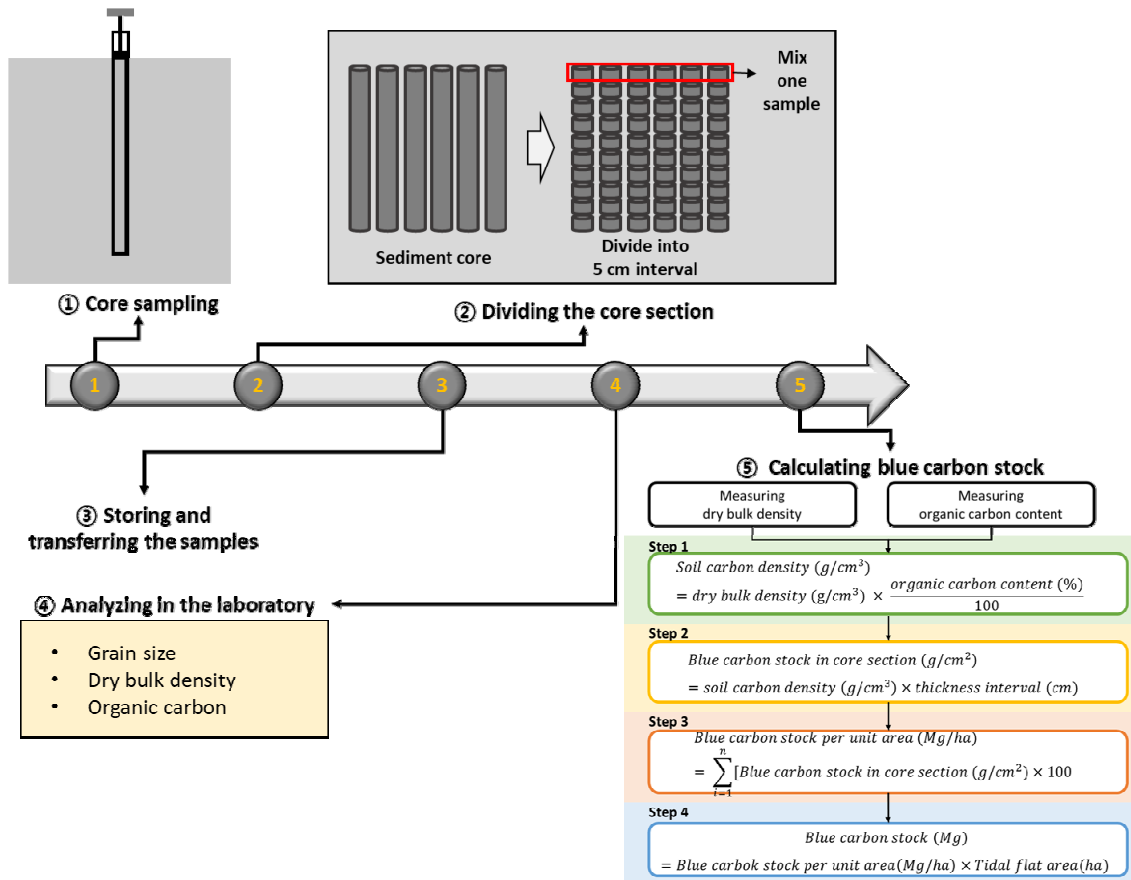 Mix
one
sample
Sediment core
Divide into
5 cm interval
① Core sampling
② Dividing the core section
1
2
3
4
5
③ Storing and
transferring the samples
④ Analyzing in the laboratory
• Grain size
• Dry bulk density
• Organic carbon
⑤ Calculating blue carbon stock
Measuring
dry bulk density
Measuring
organic carbon content
Step 1
Soil carbon density (g/cm³)
= dry bulk density (g/cm³) × organic carbon content (%) / 100
Step 2
Blue carbon stock in core section (g/cm²)
= soil carbon density (g/cm³) × thickness interval (cm)
Step 3
Blue carbon stock per unit area (Mg/ha)
n
= ∑ [Blue carbon stock in core section (g/cm²) × 100
i=1
Step 4
Blue carbon stock (Mg)
= Blue carbok stock per unit area(Mg/ha) × Tidal flat area(ha)